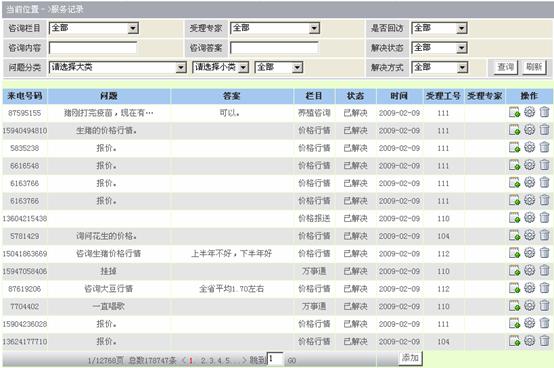 当前位置->服务记录
咨询栏目 全部 受理专家 全部 是否回访 全部
咨询内容 咨询答案 解决状态 全部
问题分类 请选择大类 请选择小类 全部 解决方式 全部 查询 刷新
来电号码 问题 答案 栏目 状态 时间 受理工号 受理专家 操作
87595155 猪刚打完疫苗，现在有… 可以。 养殖咨询 已解决 2009-02-09 111
15940494810 生猪的价格行情。 价格行情 已解决 2009-02-09 111
5835238 报价。 价格行情 已解决 2009-02-09 111
6616548 报价。 价格行情 已解决 2009-02-09 111
6163766 报价。 价格行情 已解决 2009-02-09 111
6163766 报价。 价格行情 已解决 2009-02-09 111
13604215438 价格报送 已解决 2009-02-09 110
5781429 询问花生的价格。 价格行情 已解决 2009-02-09 104
15041863669 咨询生猪价格行情 上半年不好，下半年好 价格行情 已解决 2009-02-09 112
15947058406 挂掉 万事通 已解决 2009-02-09 110
87619206 咨询大豆行情 全省平均1.70左右 价格行情 已解决 2009-02-09 112
7704402 一直唱歌 万事通 已解决 2009-02-09 110
15904236028 报价。 价格行情 已解决 2009-02-09 111
13624177710 报价。 价格行情 已解决 2009-02-09 104
1/12768页 总数178747条 < 1. 2.3.4.5...> 跳到 1 GO 添加